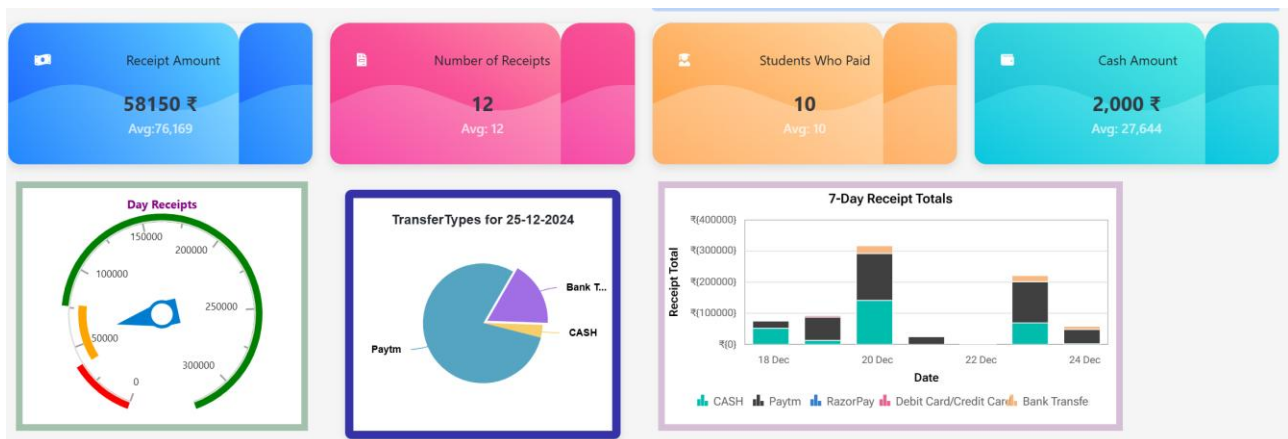 Receipt Amount
58150 ₹
Avg:76,169
Number of Receipts
12
Avg: 12
Students Who Paid
10
Avg: 10
Cash Amount
2,000 ₹
Avg: 27,644
Day Receipts
0
50000
100000
150000
200000
250000
300000
TransferTypes for 25-12-2024
Bank T...
CASH
Paytm
7-Day Receipt Totals
Receipt Total
₹{400000}
₹{300000}
₹{200000}
₹{100000}
₹{0}
18 Dec 20 Dec 22 Dec 24 Dec
Date
CASH Paytm RazorPay Debit Card/Credit Card Bank Transfe